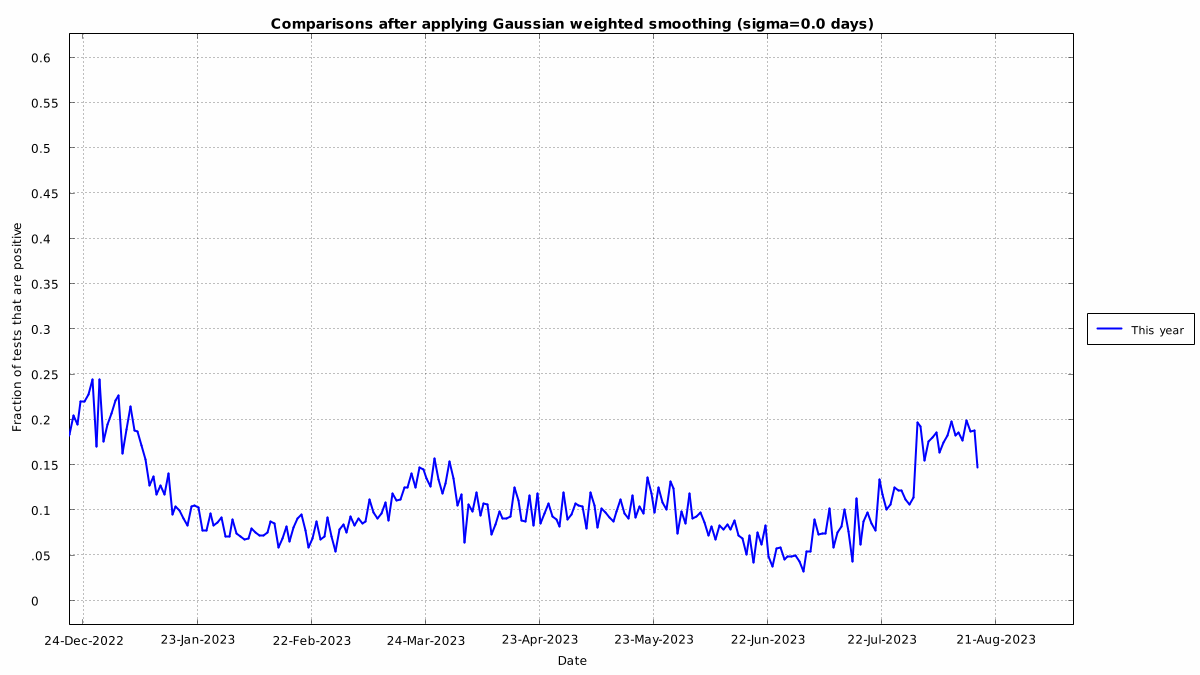 Comparisons after applying Gaussian weighted smoothing (sigma=0.0 days)
0.6
0.55
0.5
0.45
0.4
0.35
0.3
0.25
0.2
0.15
0.1
.05
0
Fraction of tests that are positive
This year
24-Dec-2022 23-Jan-2023 22-Feb-2023 24-Mar-2023 23-Apr-2023 23-May-2023 22-Jun-2023 22-Jul-2023 21-Aug-2023
Date